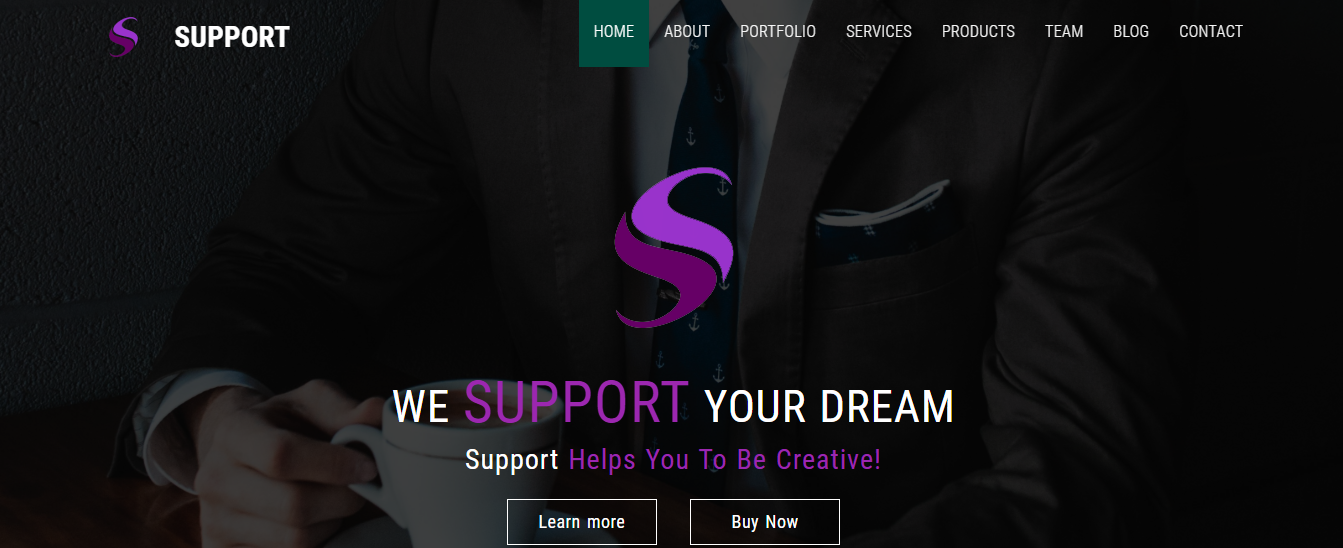 SUPPORT
HOME ABOUT PORTFOLIO SERVICES PRODUCTS TEAM BLOG CONTACT
WE SUPPORT YOUR DREAM
Support Helps You To Be Creative!
Learn more Buy Now